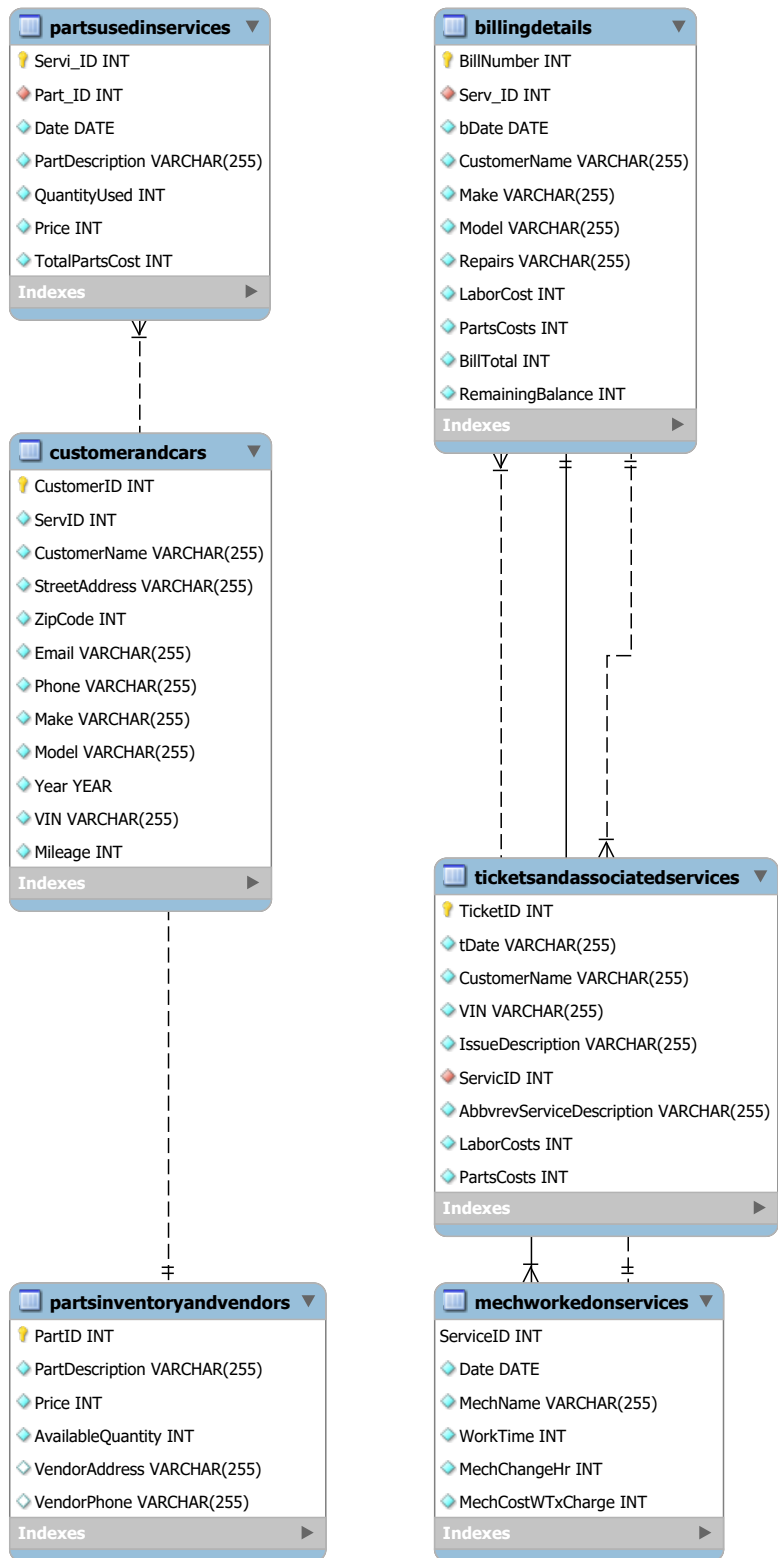 partsusedinservices
Servi_ID INT
Part_ID INT
Date DATE
PartDescription VARCHAR(255)
QuantityUsed INT
Price INT
TotalPartsCost INT
Indexes
customerandcars
CustomerID INT
ServID INT
CustomerName VARCHAR(255)
StreetAddress VARCHAR(255)
ZipCode INT
Email VARCHAR(255)
Phone VARCHAR(255)
Make VARCHAR(255)
Model VARCHAR(255)
Year YEAR
VIN VARCHAR(255)
Mileage INT
Indexes
partsinventoryandvendors
PartID INT
PartDescription VARCHAR(255)
Price INT
AvailableQuantity INT
VendorAddress VARCHAR(255)
VendorPhone VARCHAR(255)
Indexes
billingdetails
BillNumber INT
Serv_ID INT
bDate DATE
CustomerName VARCHAR(255)
Make VARCHAR(255)
Model VARCHAR(255)
Repairs VARCHAR(255)
LaborCost INT
PartsCosts INT
BillTotal INT
RemainingBalance INT
Indexes
ticketsandassociatedservices
TicketID INT
tDate VARCHAR(255)
CustomerName VARCHAR(255)
VIN VARCHAR(255)
IssueDescription VARCHAR(255)
ServicID INT
AbbvrevServiceDescription VARCHAR(255)
LaborCosts INT
PartsCosts INT
Indexes
mechworkedonservices
ServiceID INT
Date DATE
MechName VARCHAR(255)
WorkTime INT
MechChangeHr INT
MechCostWTxCharge INT
Indexes